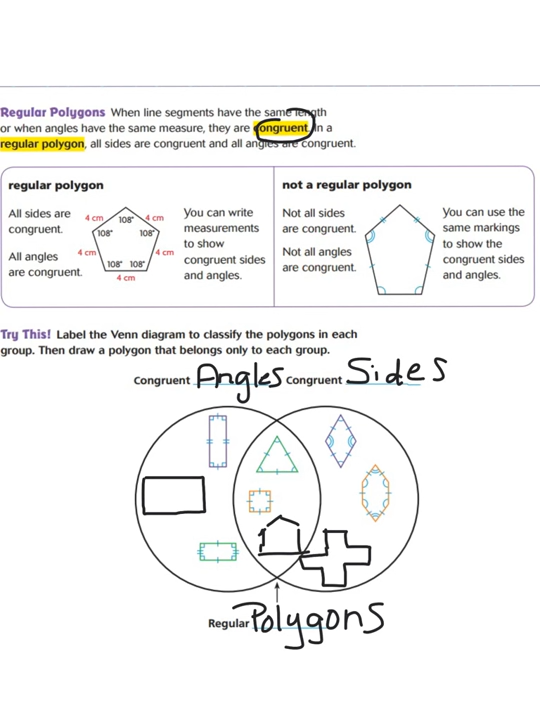 Regular Polygons When line segments have the same length
or when angles have the same measure, they are congruent. In a
regular polygon, all sides are congruent and all angles are congruent.
regular polygon
All sides are
congruent.
All angles
are congruent.
4 cm 108° 4 cm
108° 108°
4 cm 4 cm
108° 108°
4 cm
You can write
measurements
to show
congruent sides
and angles.
not a regular polygon
Not all sides
are congruent.
Not all angles
are congruent.
You can use the
same markings
to show the
congruent sides
and angles.
Try This! Label the Venn diagram to classify the polygons in each
group. Then draw a polygon that belongs only to each group.
Congruent Angles Congruent Sides
Regular Polygons